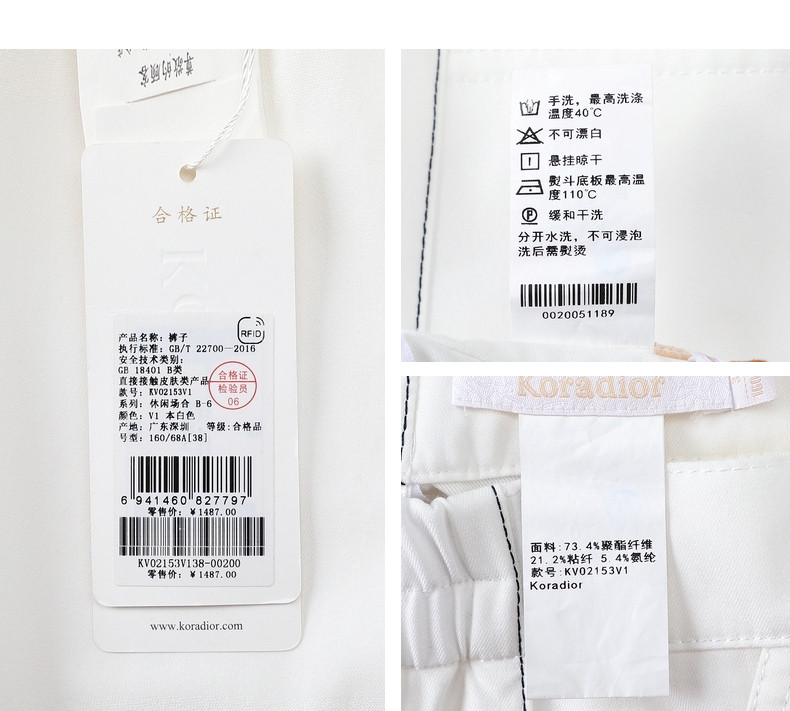 尊敬的顾客
合格证
RFID
产品名称: 裤子
执行标准: GB/T 22700—2016
安全技术类别:
GB 18401 B类
直接接触皮肤类产品
款号: KV02153V1
系列: 休闲场合 B-6
颜色: V1 本白色
产地: 广东深圳 等级:合格品
号型: 160/68A[38]
合格证
检验员
06
6 941460 827797
零售价: ¥1487.00
KV02153V138-00200
零售价: ¥1487.00
www.koradior.com
手洗，最高洗涤
温度40℃
不可漂白
悬挂晾干
熨斗底板最高温
度110℃
P
缓和干洗
分开水洗，不可浸泡
洗后需熨烫
0020051189
Koradior
面料:73.4%聚酯纤维
21.2%粘纤 5.4%氨纶
款号:KV02153V1
Koradior